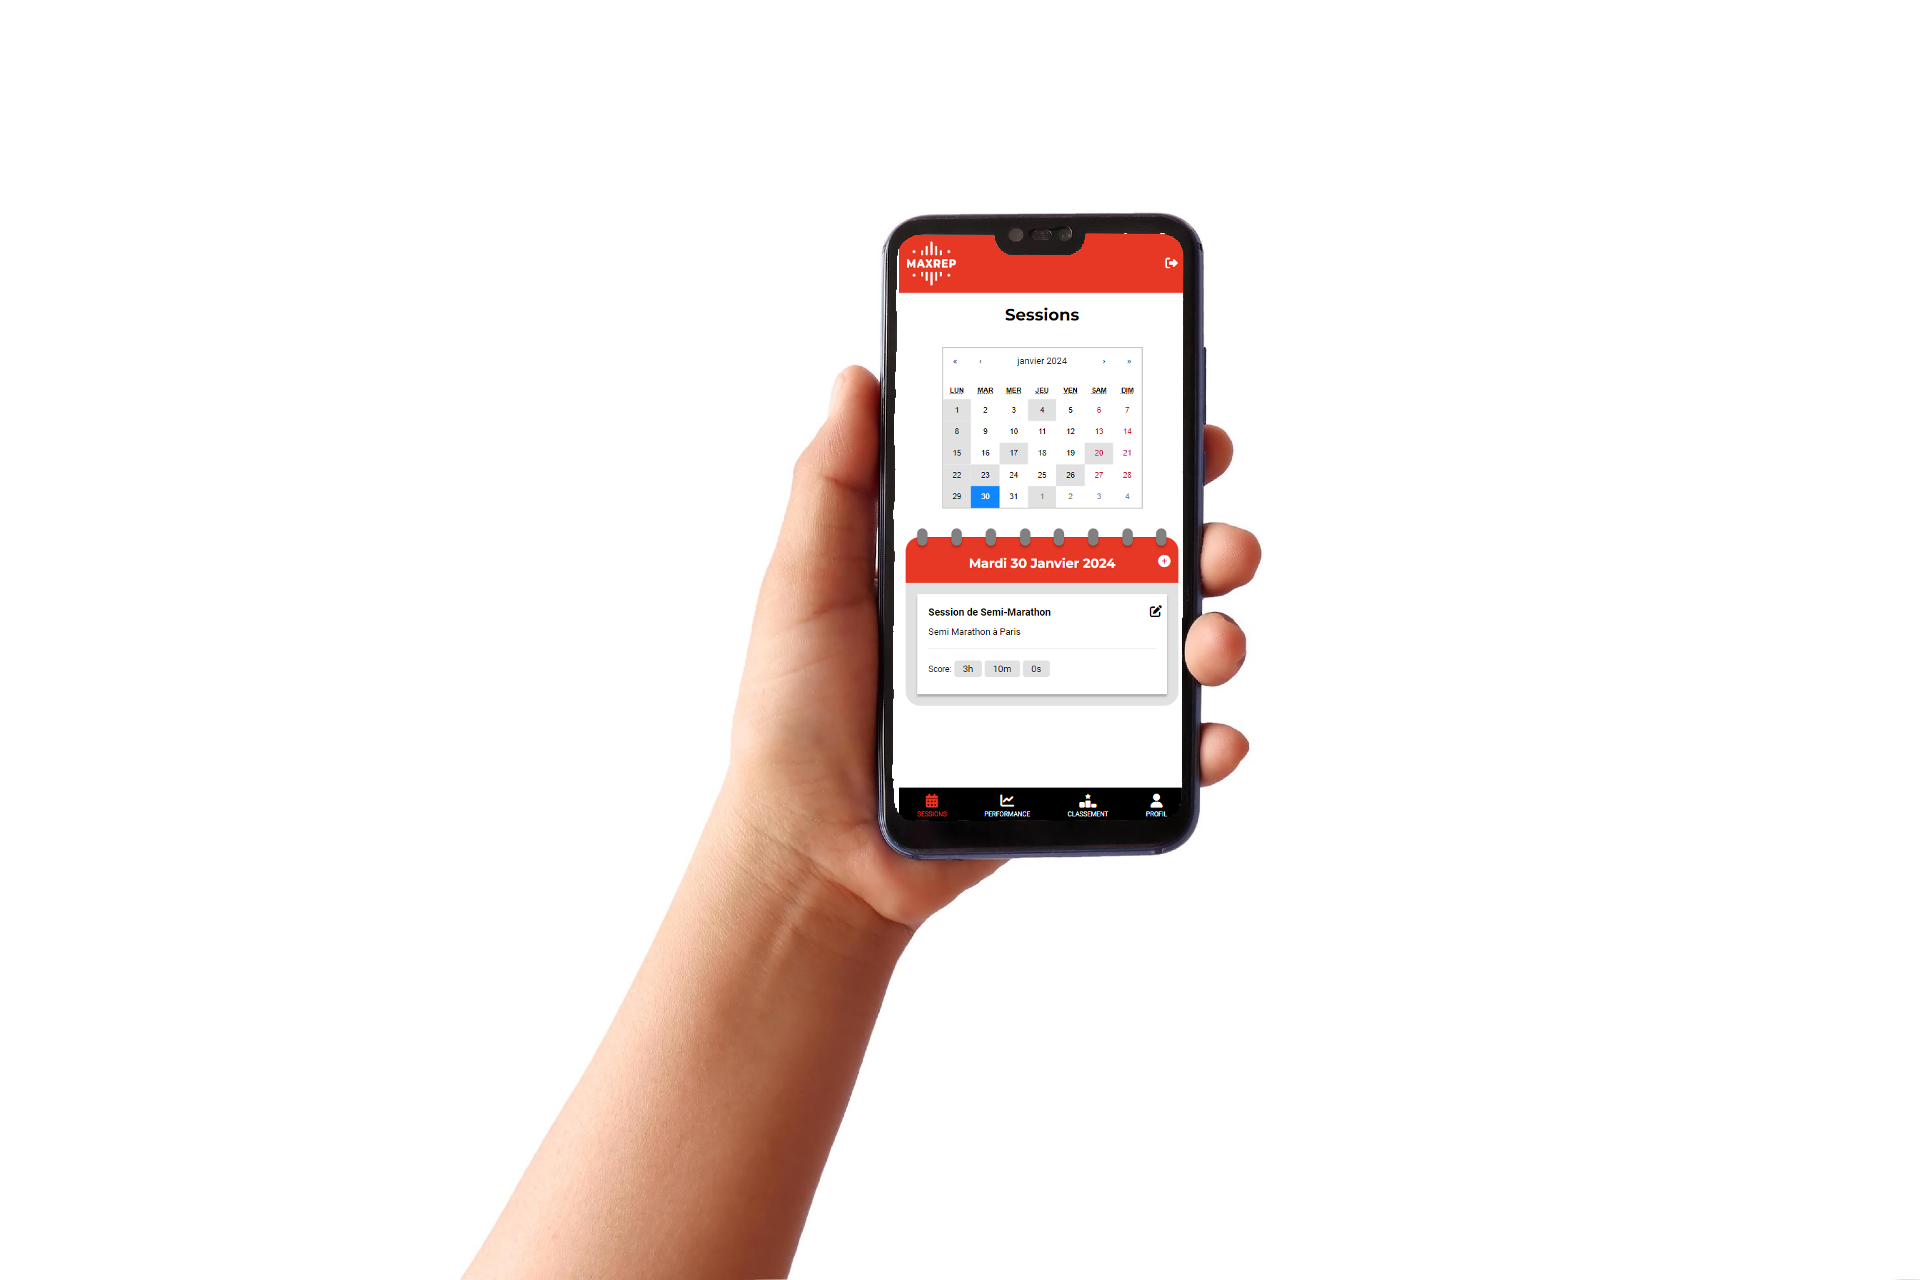 MAXREP
Sessions
« ‹ janvier 2024 › »
LUN MAR MER JEU VEN SAM DIM
1 2 3 4 5 6 7
8 9 10 11 12 13 14
15 16 17 18 19 20 21
22 23 24 25 26 27 28
29 30 31 1 2 3 4
Mardi 30 Janvier 2024
Session de Semi-Marathon
Semi Marathon à Paris
Score: 3h 10m 0s
SESSIONS PERFORMANCE CLASSEMENT PROFIL